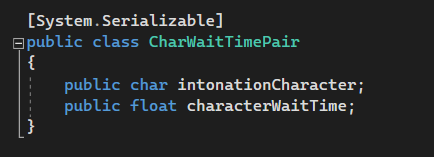 [System.Serializable]
public class CharWaitTimePair
{
    public char intonationCharacter;
    public float characterWaitTime;
}